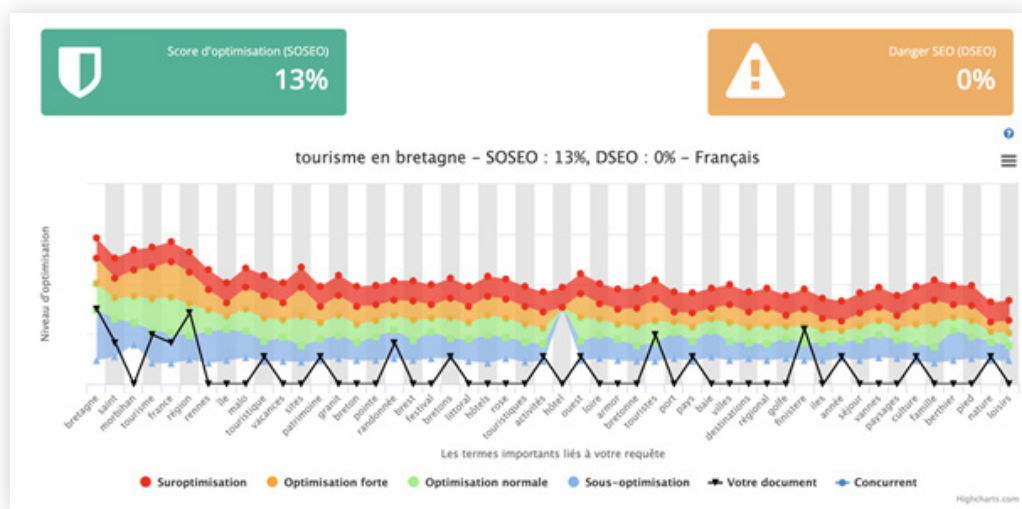 Score d'optimisation (SOSEO)
13%
Danger SEO (DSEO)
0%
tourisme en bretagne – SOSEO : 13%, DSEO : 0% – Français
Niveau d'optimisation
bretagne
saint
morbihan
tourisme
france
région
rennes
île
malo
touristique
vacances
sites
patrimoine
granit
breton
pointe
randonnée
brest
festival
bretons
littoral
hôtels
rose
touristiques
activités
hôtel
ouest
loire
armor
bretonne
touristes
port
pays
baie
villes
destinations
régional
golfe
finistère
iles
année
séjour
vannes
paysages
culture
famille
berthier
pied
nature
loisirs
Les termes importants liés à votre requête
Suroptimisation
Optimisation forte
Optimisation normale
Sous-optimisation
Votre document
Concurrent
Highcharts.com